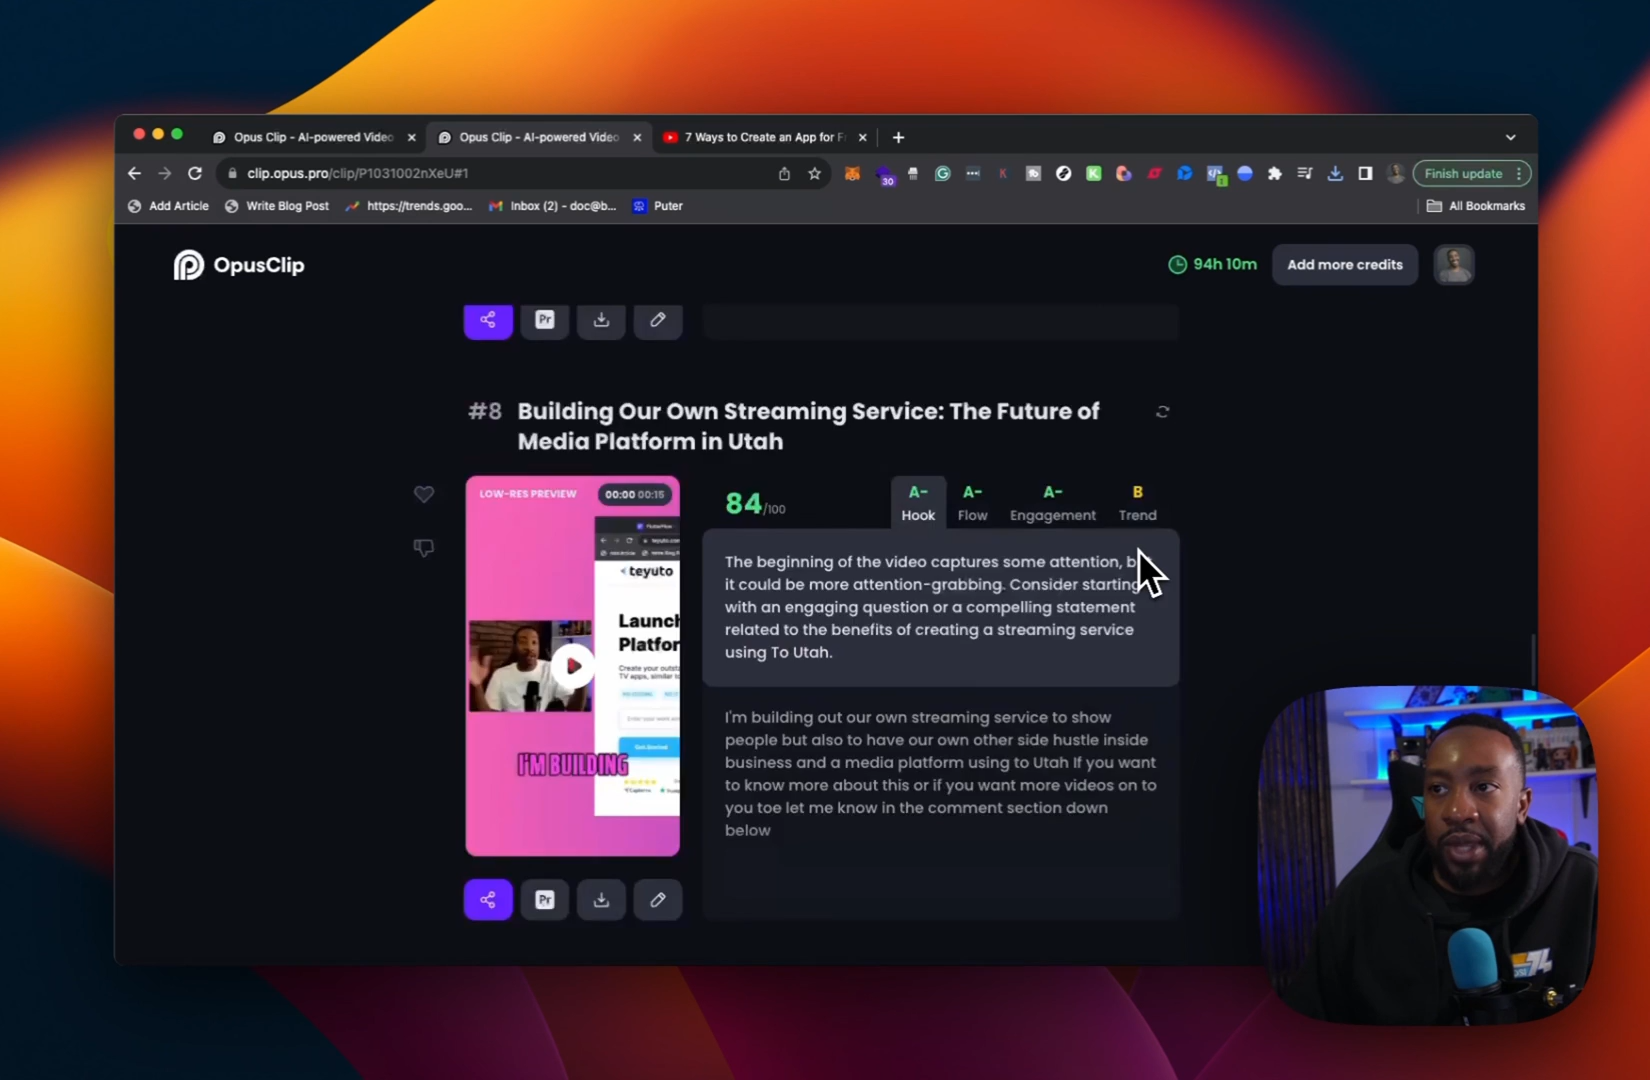 Opus Clip - AI-powered Video
Opus Clip - AI-powered Video
7 Ways to Create an App for F
clip.opus.pro/clip/P1031002nXeU#1
30
1
Finish update
Add Article
Write Blog Post
https://trends.goo...
Inbox (2) - doc@b...
Puter
All Bookmarks
OpusClip
94h 10m
Add more credits
Pr
#8 Building Our Own Streaming Service: The Future of
Media Platform in Utah
LOW-RES PREVIEW
00:00 00:15
84/100
A-
Hook
A-
Flow
A-
Engagement
B
Trend
The beginning of the video captures some attention,
it could be more attention-grabbing. Consider starting
with an engaging question or a compelling statement
related to the benefits of creating a streaming service
using To Utah.
teyuto
Launch
Platfor
Get Started
I'M BUILDING
I'm building out our own streaming service to show
people but also to have our own other side hustle inside
business and a media platform using to Utah If you want
to know more about this or if you want more videos on to
you toe let me know in the comment section down
below
Pr